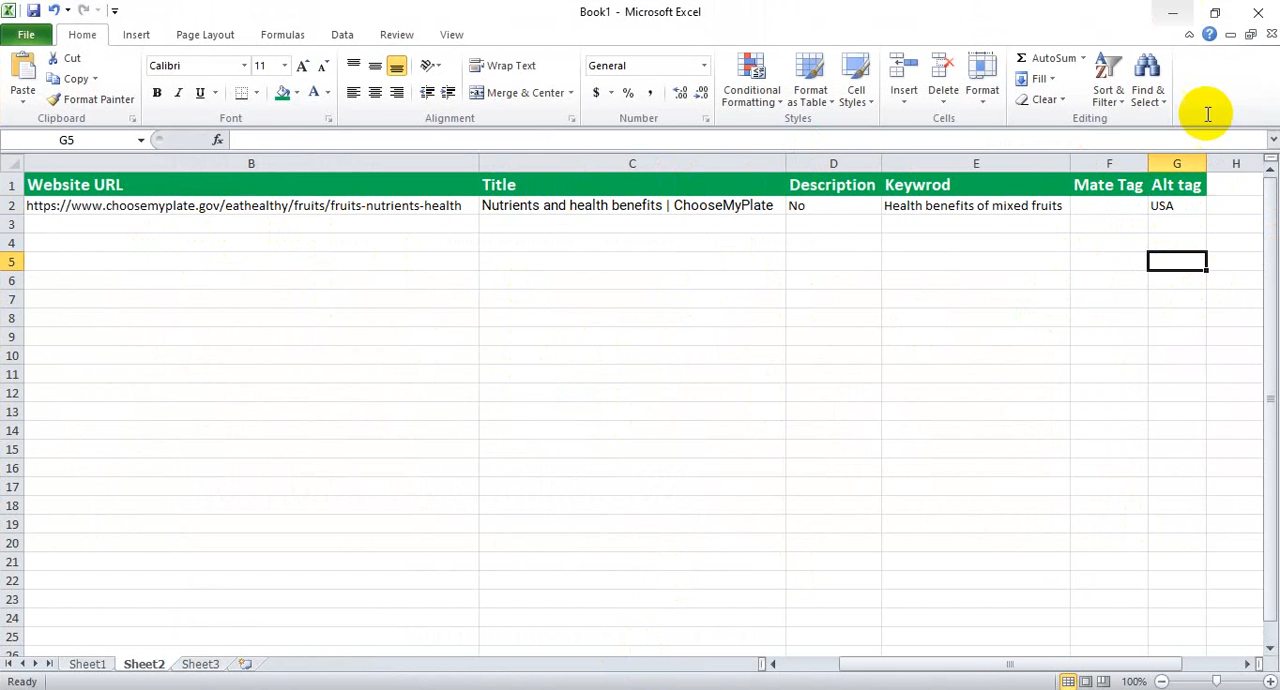 Book1 - Microsoft Excel
File Home Insert Page Layout Formulas Data Review View
Paste Cut Copy Format Painter Clipboard
Calibri 11 B I U A Font
Wrap Text Merge & Center Alignment
General $ % , Number
Conditional Formatting Format as Table Cell Styles Styles
Insert Delete Format Cells
Σ AutoSum Fill Clear Sort & Filter Find & Select Editing
G5 fx
B C D E F G H
1 Website URL Title Description Keywrod Mate Tag Alt tag
2 https://www.choosemyplate.gov/eathealthy/fruits/fruits-nutrients-health Nutrients and health benefits | ChooseMyPlate No Health benefits of mixed fruits USA
3
4
5
6
7
8
9
10
11
12
13
14
15
16
17
18
19
20
21
22
23
24
25
26
Sheet1 Sheet2 Sheet3
Ready 100%